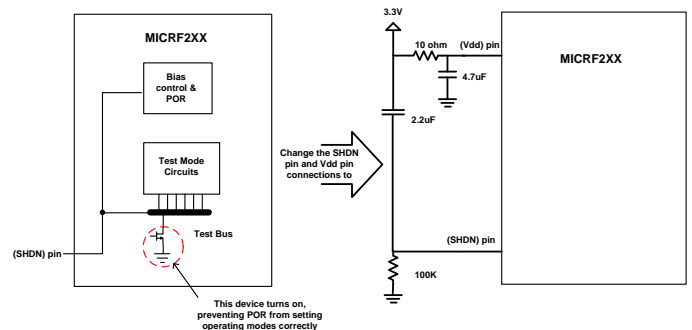 MICRF2XX
Bias
control &
POR
Test Mode
Circuits
Test Bus
(SHDN) pin
This device turns on,
preventing POR from setting
operating modes correctly
Change the SHDN
pin and Vdd pin
connections to
3.3V
10 ohm
(Vdd) pin
4.7uF
2.2uF
(SHDN) pin
100K
MICRF2XX